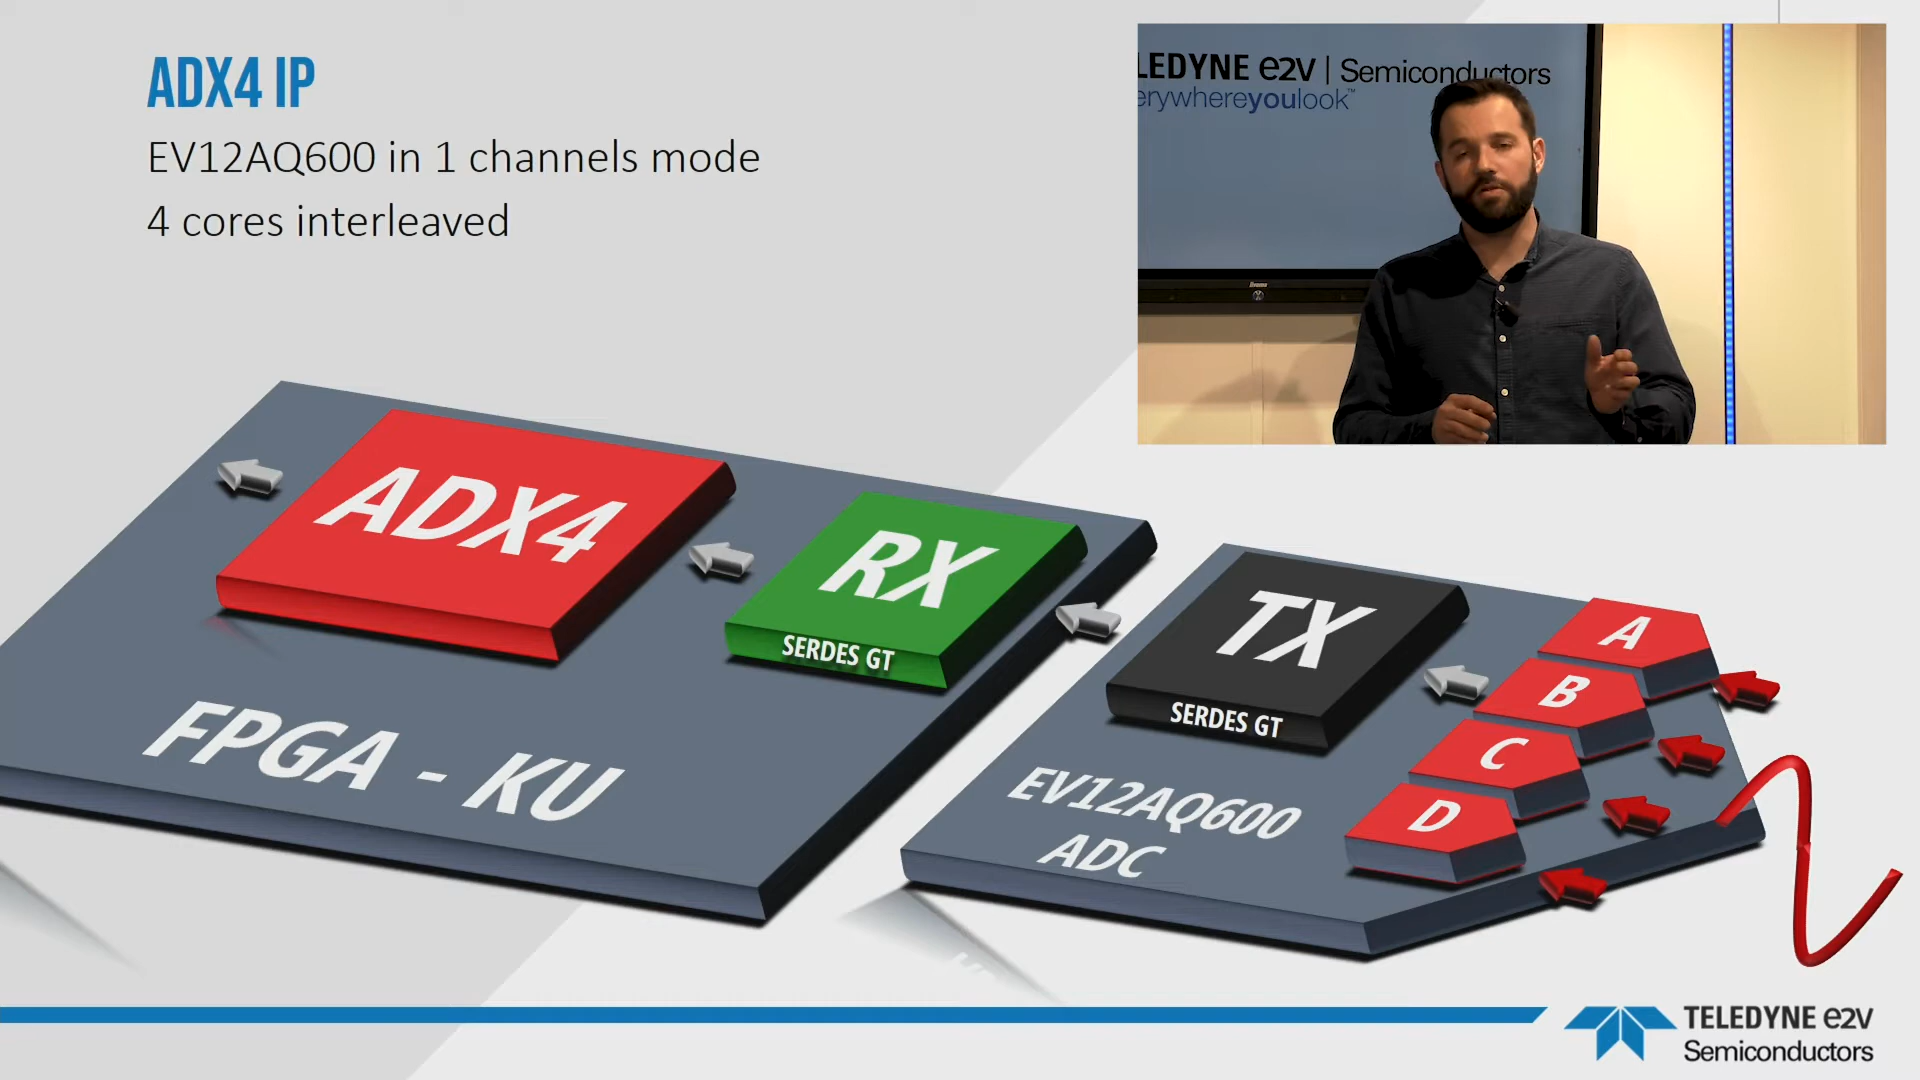 ADX4 IP
EV12AQ600 in 1 channels mode
4 cores interleaved
LEDYNE e2v | Semiconductors
erywhereyoulook™
ADX4
RX
SERDES GT
TX
SERDES GT
A
B
C
D
FPGA - KU
EV12AQ600
ADC
TELEDYNE e2v
Semiconductors